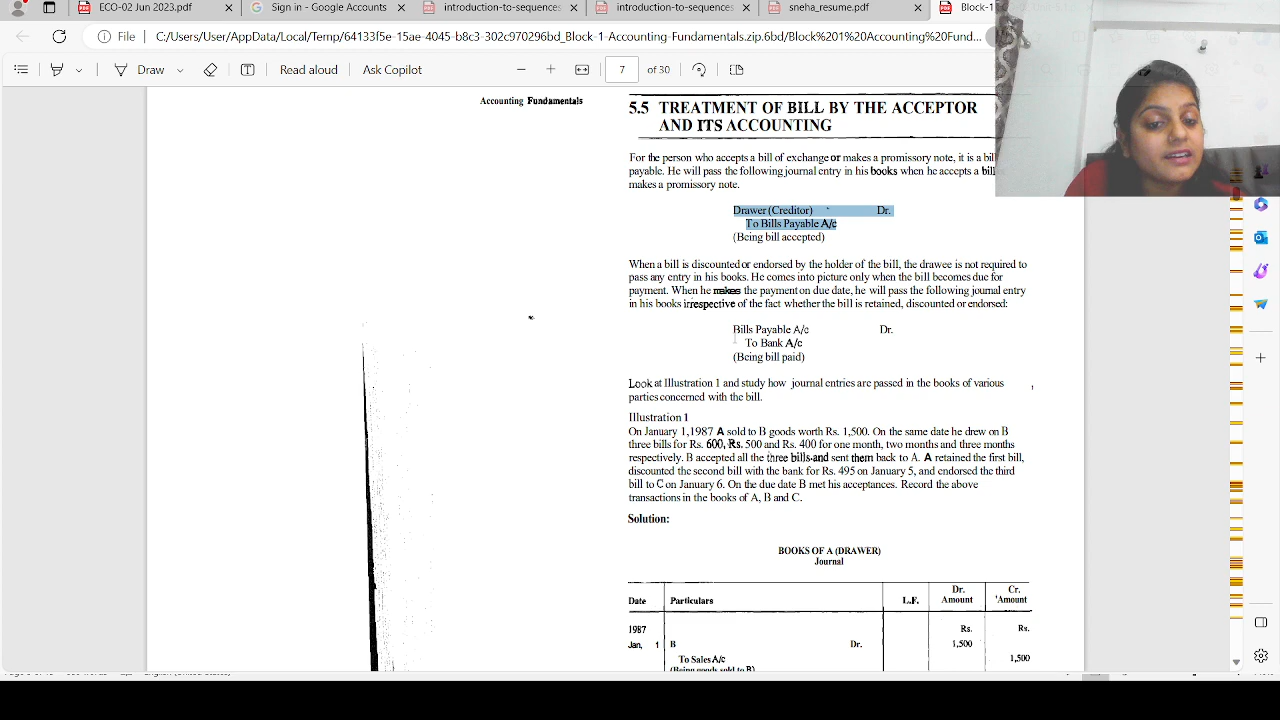 ECO-02 Jun 2023.pdf
Sign in - Google Accounts
introduction-to-sequences
introduction-to-sequences
sneha_resume.pdf
File
C:/Users/User/AppData/Local/Temp/64133f5e-15ae-4045-b8c3-302c970296bd_Block-1-Accounting-Fundamentals.zip.6bd/Block%201%20Accounting%20Fund...
Draw
Read aloud
Ask Copilot
7
of 30
Accounting Fundamentals
5.5 TREATMENT OF BILL BY THE ACCEPTOR
AND ITS ACCOUNTING
For the person who accepts a bill of exchange or makes a promissory note, it is a bill
payable. He will pass the following journal entry in his books when he accepts a bill
makes a promissory note.
Drawer (Creditor) Dr.
To Bills Payable A/c
(Being bill accepted)
When a bill is discounted or endorsed by the holder of the bill, the drawee is not required to
pass any entry in his books. He comes into picture only when the bill becomes due for
payment. When he makes the payment on due date, he will pass the following journal entry
in his books irrespective of the fact whether the bill is retained, discounted or endorsed:
Bills Payable A/c Dr.
To Bank A/c
(Being bill paid)
Look at Illustration 1 and study how journal entries are passed in the books of various
parties concerned with the bill.
Illustration 1
On January 1,1987 A sold to B goods worth Rs. 1,500. On the same date he drew on B
three bills for Rs. 600, Rs. 500 and Rs. 400 for one month, two months and three months
respectively. B accepted all the three bills and sent them back to A. A retained the first bill,
discounted the second bill with the bank for Rs. 495 on January 5, and endorsed the third
bill to C on January 6. On the due date B met his acceptances. Record the above
transactions in the books of A, B and C.
Solution:
BOOKS OF A (DRAWER)
Journal
Date Particulars L.F. Dr. Amount Cr. Amount
1987 Rs. Rs.
Jan, 1 B Dr. 1,500
To Sales A/c 1,500
(Being goods sold to B)